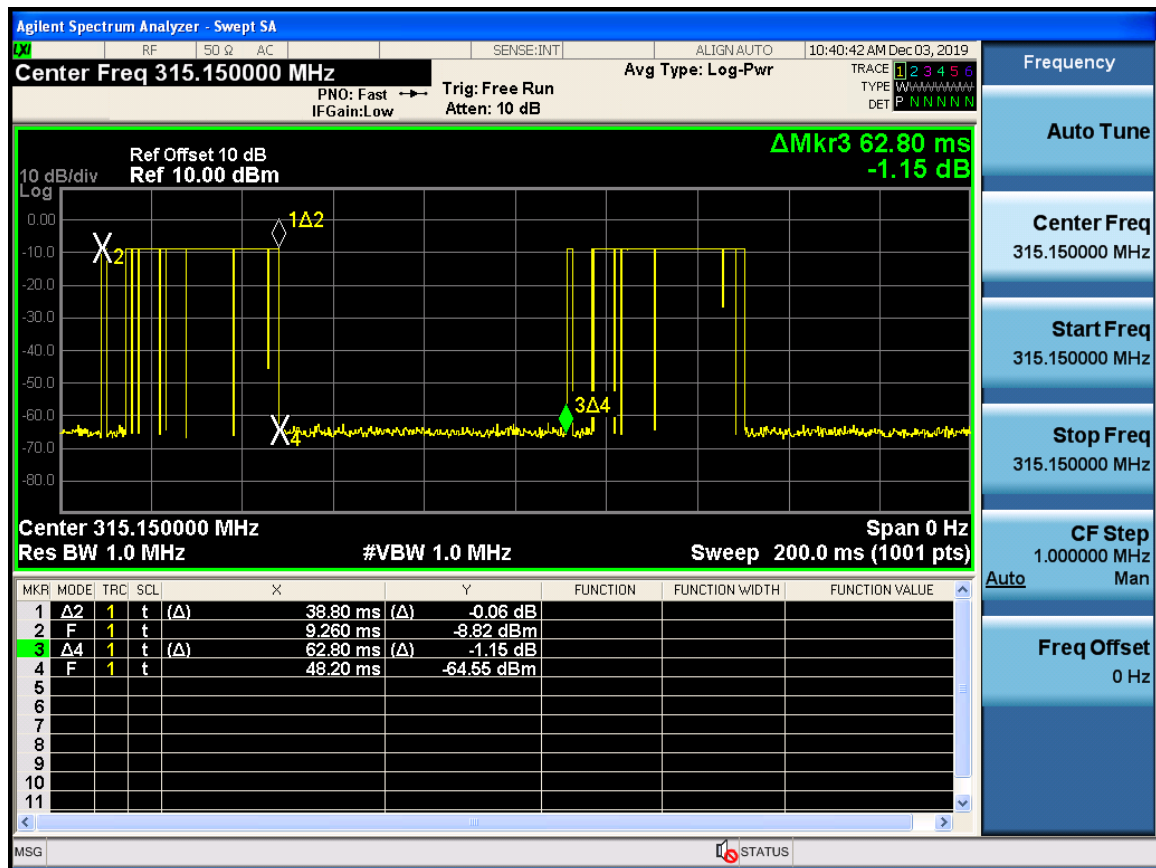 Agilent Spectrum Analyzer - Swept SA
LXI RF 50 Ω AC SENSE:INT ALIGN AUTO 10:40:42 AM Dec 03, 2019
Center Freq 315.150000 MHz
PNO: Fast
IFGain:Low
Trig: Free Run
Atten: 10 dB
Avg Type: Log-Pwr
TRACE 1 2 3 4 5 6
TYPE WWWWWWW
DET P N N N N N
ΔMkr3 62.80 ms
-1.15 dB
Ref Offset 10 dB
10 dB/div Ref 10.00 dBm
Log
0.00
-10.0
-20.0
-30.0
-40.0
-50.0
-60.0
-70.0
-80.0
X2
1Δ2
3Δ4
X4
Center 315.150000 MHz Span 0 Hz
Res BW 1.0 MHz #VBW 1.0 MHz Sweep 200.0 ms (1001 pts)
MKR MODE TRC SCL X Y FUNCTION FUNCTION WIDTH FUNCTION VALUE
1 Δ2 1 t (Δ) 38.80 ms (Δ) -0.06 dB
2 F 1 t 9.260 ms -8.82 dBm
3 Δ4 1 t (Δ) 62.80 ms (Δ) -1.15 dB
4 F 1 t 48.20 ms -64.55 dBm
5
6
7
8
9
10
11
MSG STATUS
Frequency
Auto Tune
Center Freq
315.150000 MHz
Start Freq
315.150000 MHz
Stop Freq
315.150000 MHz
CF Step
1.000000 MHz
Auto Man
Freq Offset
0 Hz